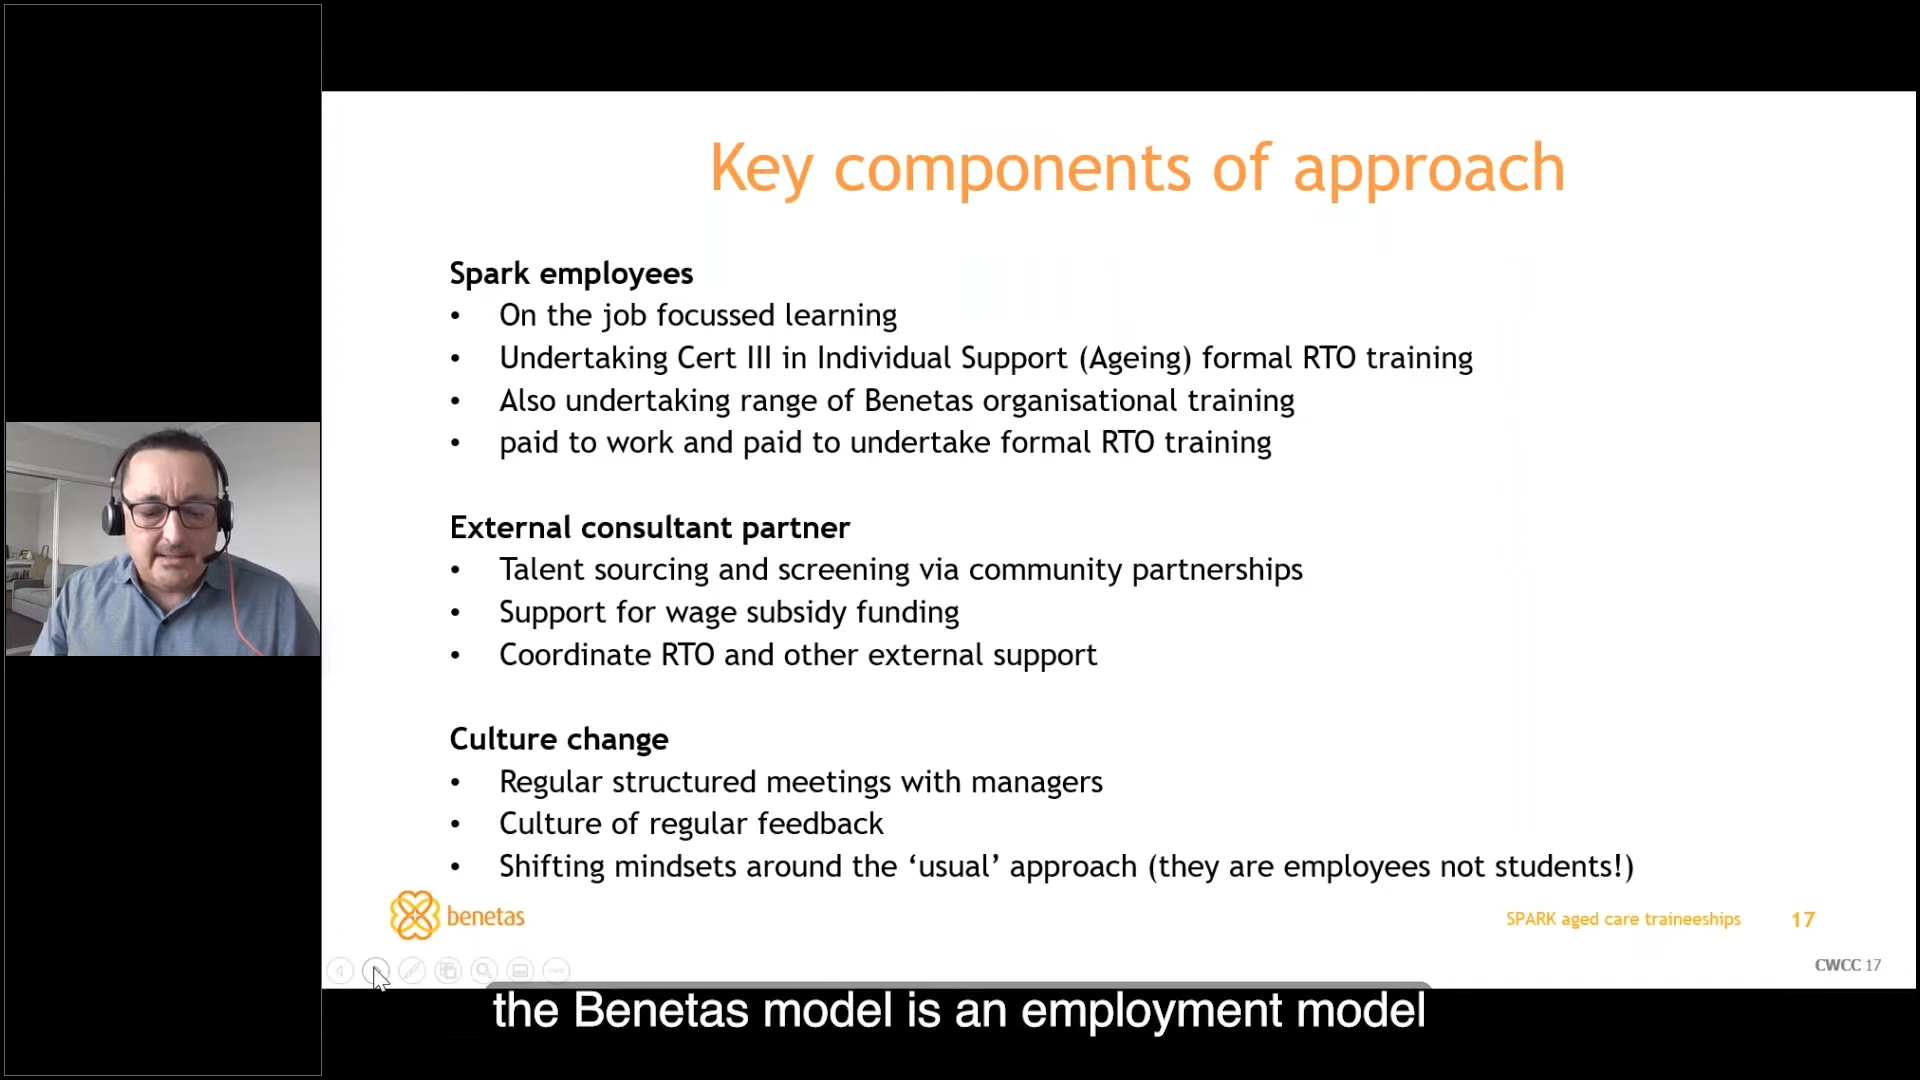 Key components of approach
Spark employees
• On the job focussed learning
• Undertaking Cert III in Individual Support (Ageing) formal RTO training
• Also undertaking range of Benetas organisational training
• paid to work and paid to undertake formal RTO training
External consultant partner
• Talent sourcing and screening via community partnerships
• Support for wage subsidy funding
• Coordinate RTO and other external support
Culture change
• Regular structured meetings with managers
• Culture of regular feedback
• Shifting mindsets around the ‘usual’ approach (they are employees not students!)
benetas
SPARK aged care traineeships 17
CWCC 17
the Benetas model is an employment model